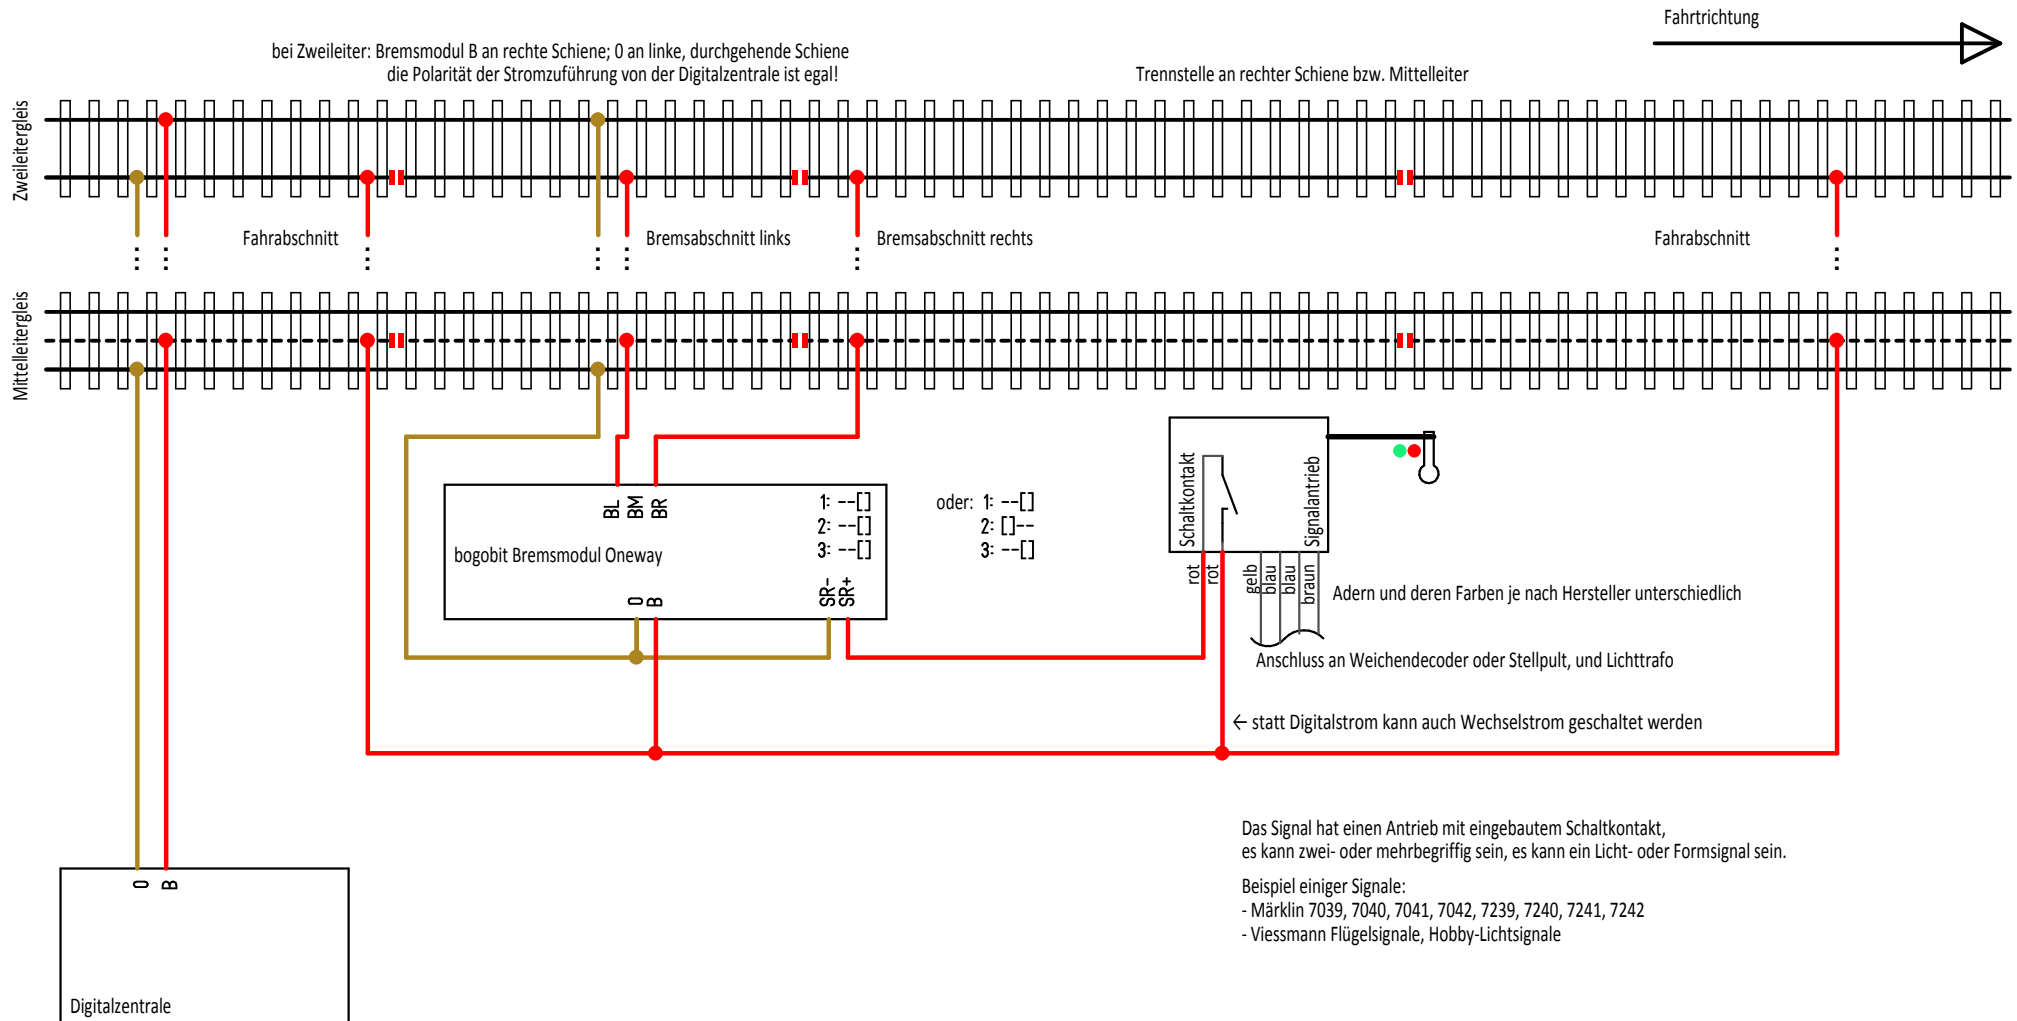 Fahrtrichtung
bei Zweileiter: Bremsmodul B an rechte Schiene; 0 an linke, durchgehende Schiene
die Polarität der Stromzuführung von der Digitalzentrale ist egal!
Trennstelle an rechter Schiene bzw. Mittelleiter
Zweileitergleis
Fahrabschnitt
Bremsabschnitt links
Bremsabschnitt rechts
Fahrabschnitt
Mittelleitergleis
BL
BM
BR
1: --[]
2: --[]
3: --[]
bogobit Bremsmodul Oneway
0
B
SR-
SR+
oder: 1: --[]
2: []--
3: --[]
Schaltkontakt
Signalantrieb
rot
rot
gelb
blau
blau
braun
Adern und deren Farben je nach Hersteller unterschiedlich
Anschluss an Weichendecoder oder Stellpult, und Lichttrafo
← statt Digitalstrom kann auch Wechselstrom geschaltet werden
Das Signal hat einen Antrieb mit eingebautem Schaltkontakt,
es kann zwei- oder mehrbegriffig sein, es kann ein Licht- oder Formsignal sein.
Beispiel einiger Signale:
- Märklin 7039, 7040, 7041, 7042, 7239, 7240, 7241, 7242
- Viessmann Flügelsignale, Hobby-Lichtsignale
0
B
Digitalzentrale